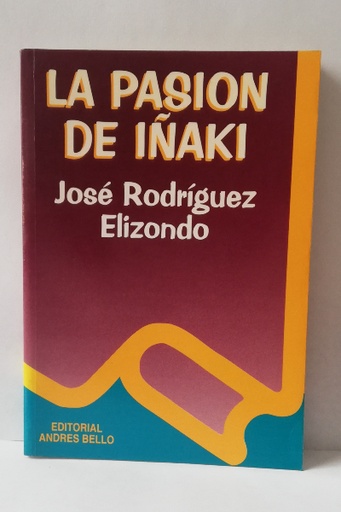 LA PASION
DE IÑAKI
José Rodríguez
Elizondo
EDITORIAL
ANDRES BELLO